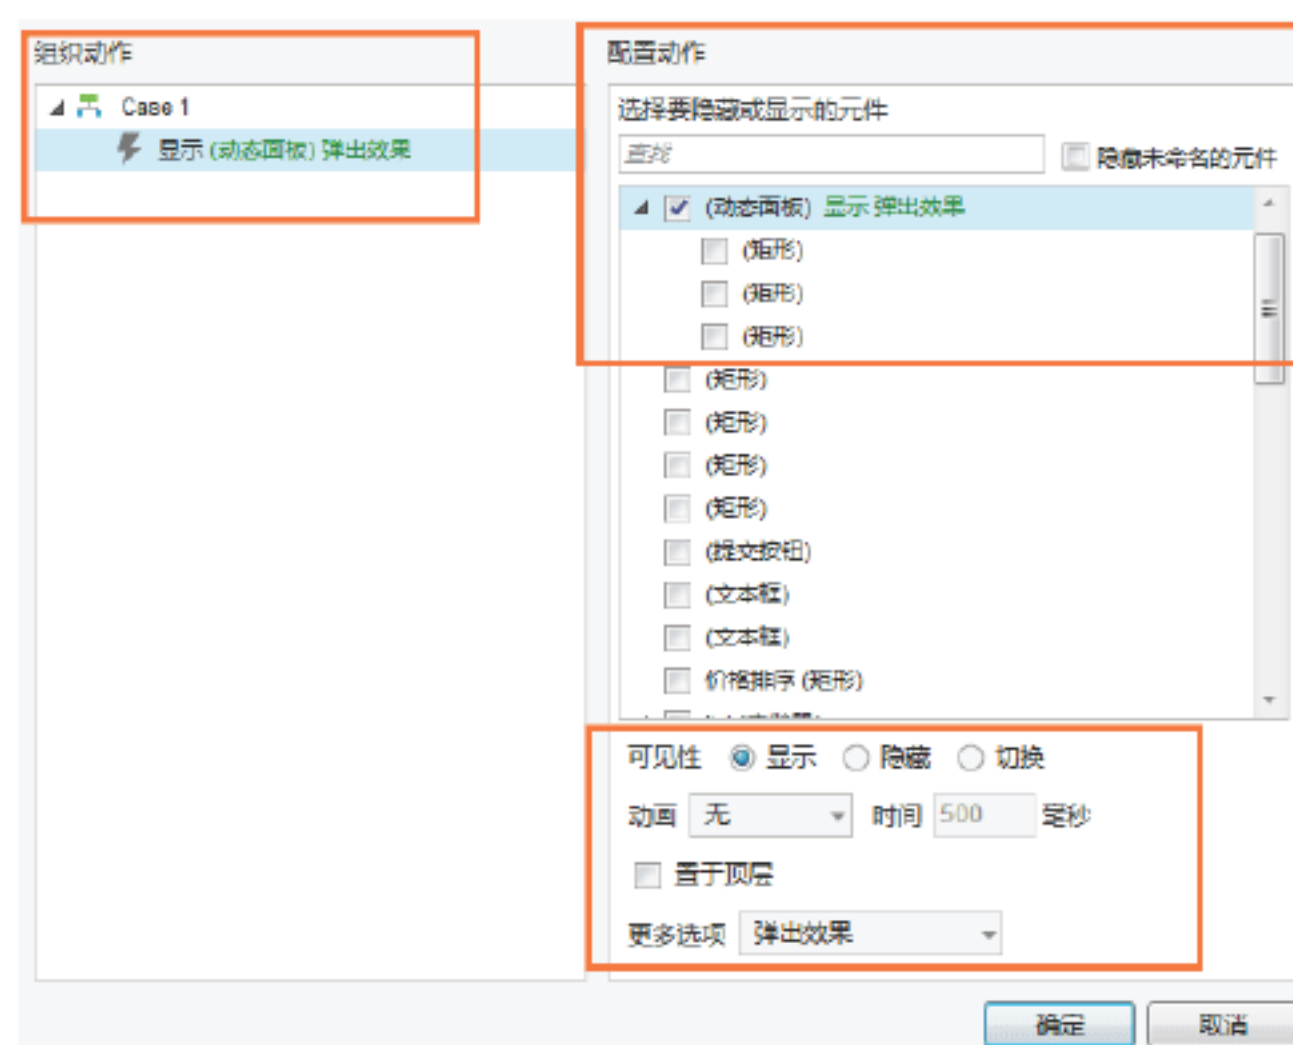 组织动作
Case 1
显示 (动态面板) 弹出效果
配置动作
选择要隐藏或显示的元件
查找
隐藏未命名的元件
(动态面板) 显示 弹出效果
(矩形)
(矩形)
(矩形)
(矩形)
(矩形)
(矩形)
(矩形)
(提交按钮)
(文本框)
(文本框)
价格排序 (矩形)
可见性 显示 隐藏 切换
动画 无 时间 500 毫秒
置于顶层
更多选项 弹出效果
确定 取消